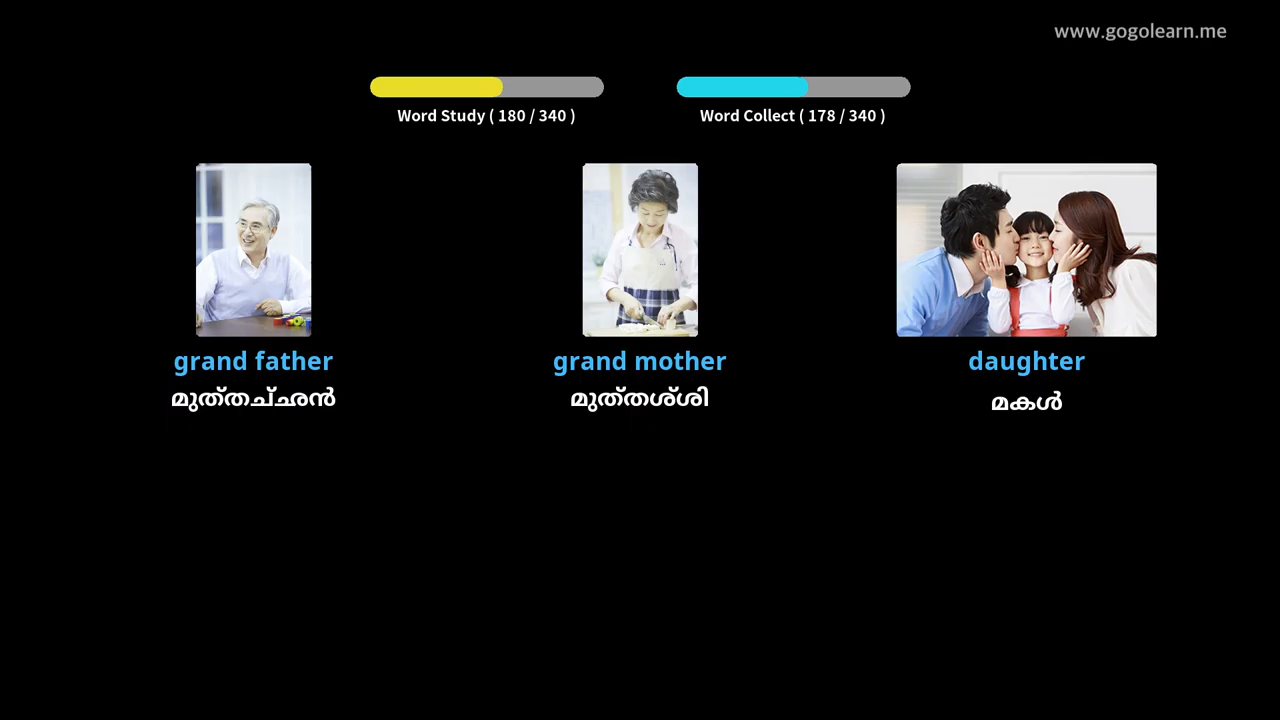 www.gogolearn.me
Word Study ( 180 / 340 )
Word Collect ( 178 / 340 )
grand father
grand mother
daughter
മുത്തച്ഛൻ
മുത്തശ്ശി
മകൾ